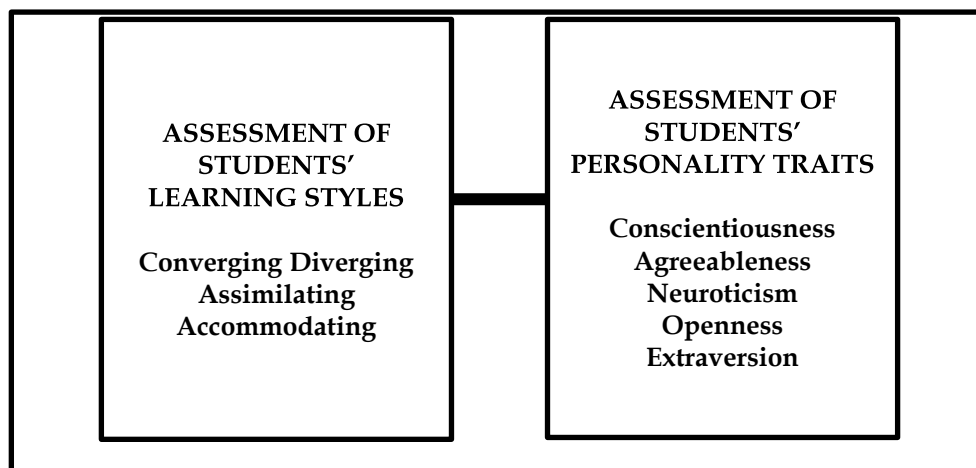 ASSESSMENT OF
STUDENTS’
LEARNING STYLES
Converging Diverging
Assimilating
Accommodating
ASSESSMENT OF
STUDENTS’
PERSONALITY TRAITS
Conscientiousness
Agreeableness
Neuroticism
Openness
Extraversion